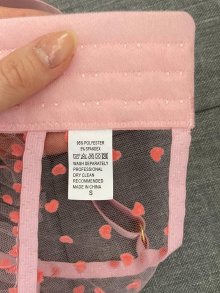 95% POLYESTER
5% SPANDEX
WASH SEPARATELY
PROFESSIONAL
DRY CLEAN
RECOMMENDED
MADE IN CHINA
S